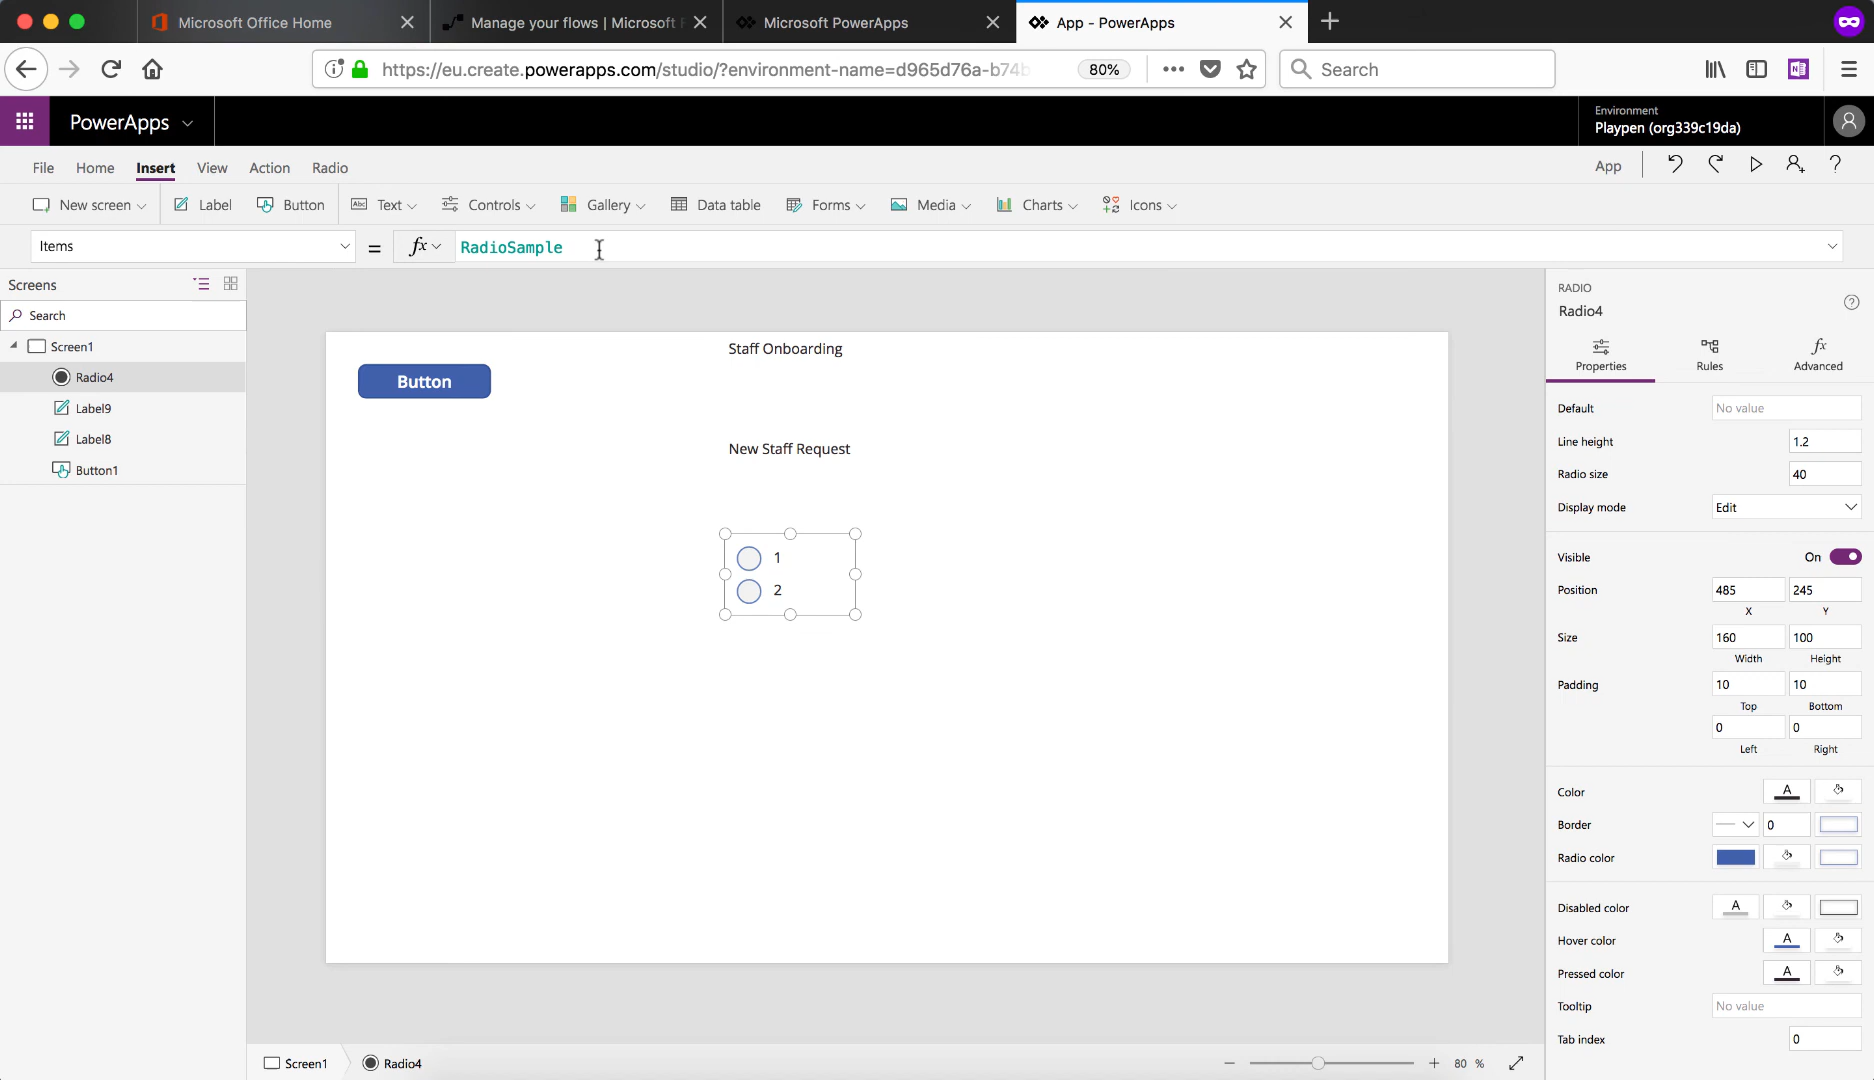 Microsoft Office Home
Manage your flows | Microsoft F
Microsoft PowerApps
App - PowerApps
https://eu.create.powerapps.com/studio/?environment-name=d965d76a-b74b
80%
Search
PowerApps
Environment
Playpen (org339c19da)
File Home Insert View Action Radio
App
New screen Label Button Text Controls Gallery Data table Forms Media Charts Icons
Items = fx RadioSample
Screens
Search
Screen1
Radio4
Label9
Label8
Button1
Staff Onboarding
Button
New Staff Request
1
2
RADIO
Radio4
Properties Rules Advanced
Default No value
Line height 1.2
Radio size 40
Display mode Edit
Visible On
Position 485 245
X Y
Size 160 100
Width Height
Padding 10 10
Top Bottom
0 0
Left Right
Color
Border 0
Radio color
Disabled color
Hover color
Pressed color
Tooltip No value
Tab index 0
Screen1 Radio4
80 %